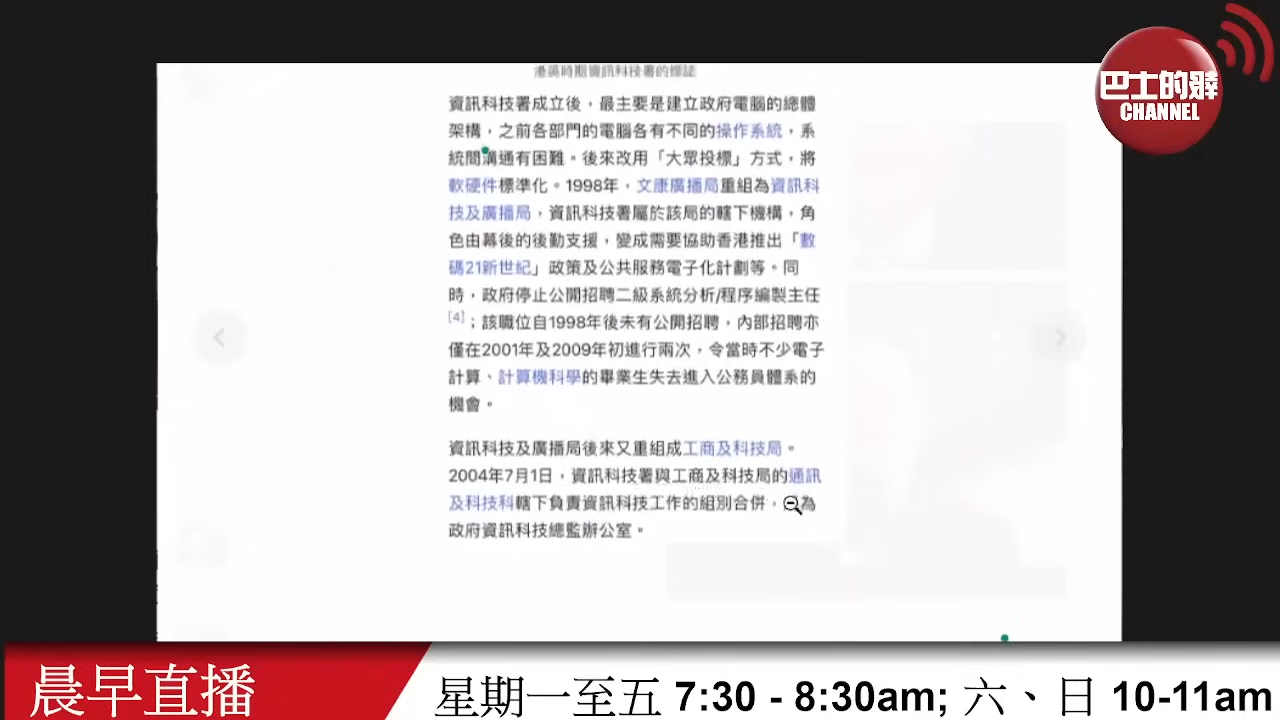 港英時期資訊科技署的標誌
資訊科技署成立後，最主要是建立政府電腦的總體
架構，之前各部門的電腦各有不同的操作系統，系
統間溝通有困難。後來改用「大眾投標」方式，將
軟硬件標準化。1998年、文康廣播局重組為資訊科
技及廣播局，資訊科技署屬於該局的轄下機構，角
色由幕後的後勤支援，變成需要協助香港推出「數
碼21新世紀」政策及公共服務電子化計劃等。同
時，政府停止公開招聘二級系統分析/程序編製主任
[4]；該職位自1998年後未有公開招聘，內部招聘亦
僅在2001年及2009年初進行兩次，令當時不少電子
計算、計算機科學的畢業生失去進入公務員體系的
機會。
資訊科技及廣播局後來又重組成工商及科技局。
2004年7月1日，資訊科技署與工商及科技局的通訊
及科技科轄下負責資訊科技工作的組別合併，為
政府資訊科技總監辦公室。
巴士的報
CHANNEL
晨早直播
星期一至五 7:30 - 8:30am; 六、日 10-11am